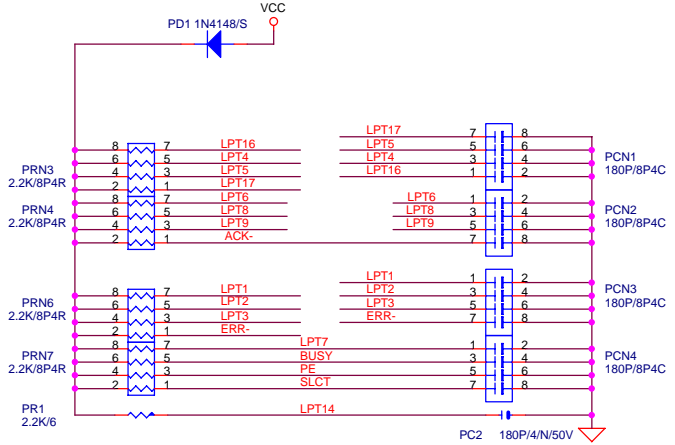 VCC
PD1 1N4148/S
LPT17 7 8
8 7 LPT16 LPT5 5 6
PRN3 6 5 LPT4 LPT4 3 4 PCN1
2.2K/8P4R 4 3 LPT5 LPT16 1 2 180P/8P4C
2 1 LPT17
8 7 LPT6 LPT6 1 2
PRN4 6 5 LPT8 LPT8 3 4 PCN2
2.2K/8P4R 4 3 LPT9 LPT9 5 6 180P/8P4C
2 1 ACK- 7 8
LPT1 1 2
8 7 LPT1 LPT2 3 4 PCN3
PRN6 6 5 LPT2 LPT3 5 6 180P/8P4C
2.2K/8P4R 4 3 LPT3 ERR- 7 8
2 1 ERR-
8 7 LPT7 1 2
PRN7 6 5 BUSY 3 4 PCN4
2.2K/8P4R 4 3 PE 5 6 180P/8P4C
2 1 SLCT 7 8
PR1 LPT14
2.2K/6
PC2 180P/4/N/50V